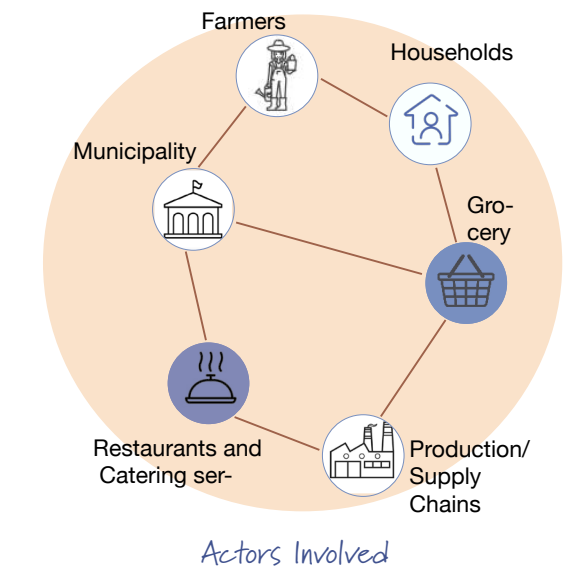 Farmers
Households
Municipality
Gro-
cery
Restaurants and
Catering ser-
Production/
Supply
Chains
Actors Involved